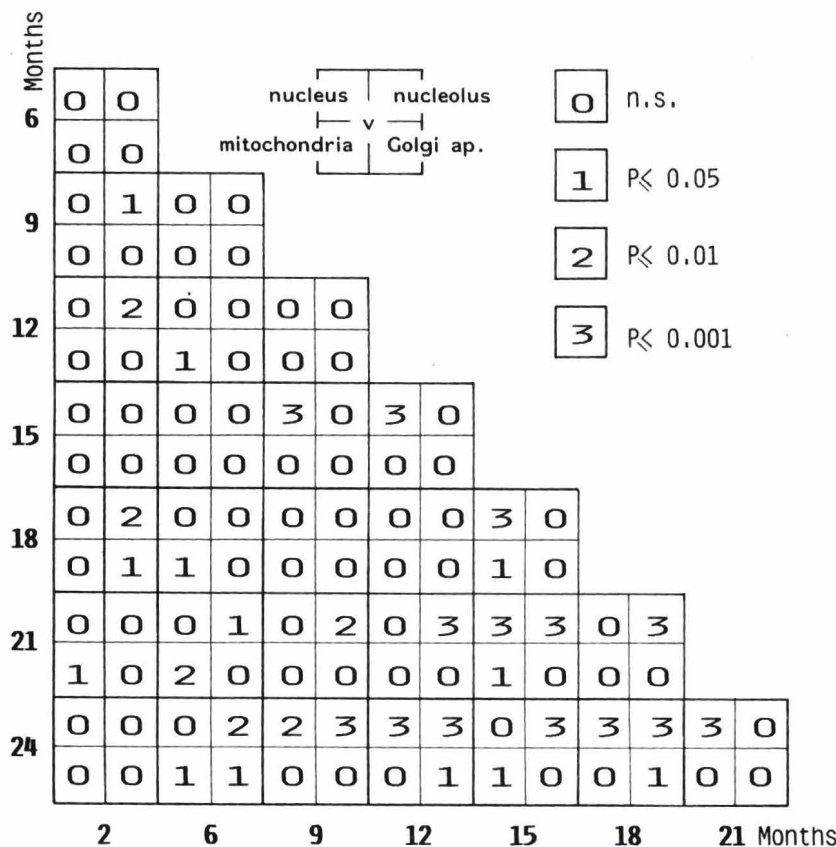 Months
nucleus nucleolus
v
mitochondria Golgi ap.
0 n.s.
1 P⩽ 0.05
2 P⩽ 0.01
3 P⩽ 0.001
6
0 0
0 0
9
0 1 0 0
0 0 0 0
12
0 2 0 0 0 0
0 0 1 0 0 0
15
0 0 0 0 3 0 3 0
0 0 0 0 0 0 0 0
18
0 2 0 0 0 0 0 0 3 0
0 1 1 0 0 0 0 0 1 0
21
0 0 0 1 0 2 0 3 3 3 0 3
1 0 2 0 0 0 0 0 1 0 0 0
24
0 0 0 2 2 3 3 3 0 3 3 3 3 0
0 0 1 1 0 0 0 1 1 0 0 1 0 0
2 6 9 12 15 18 21 Months